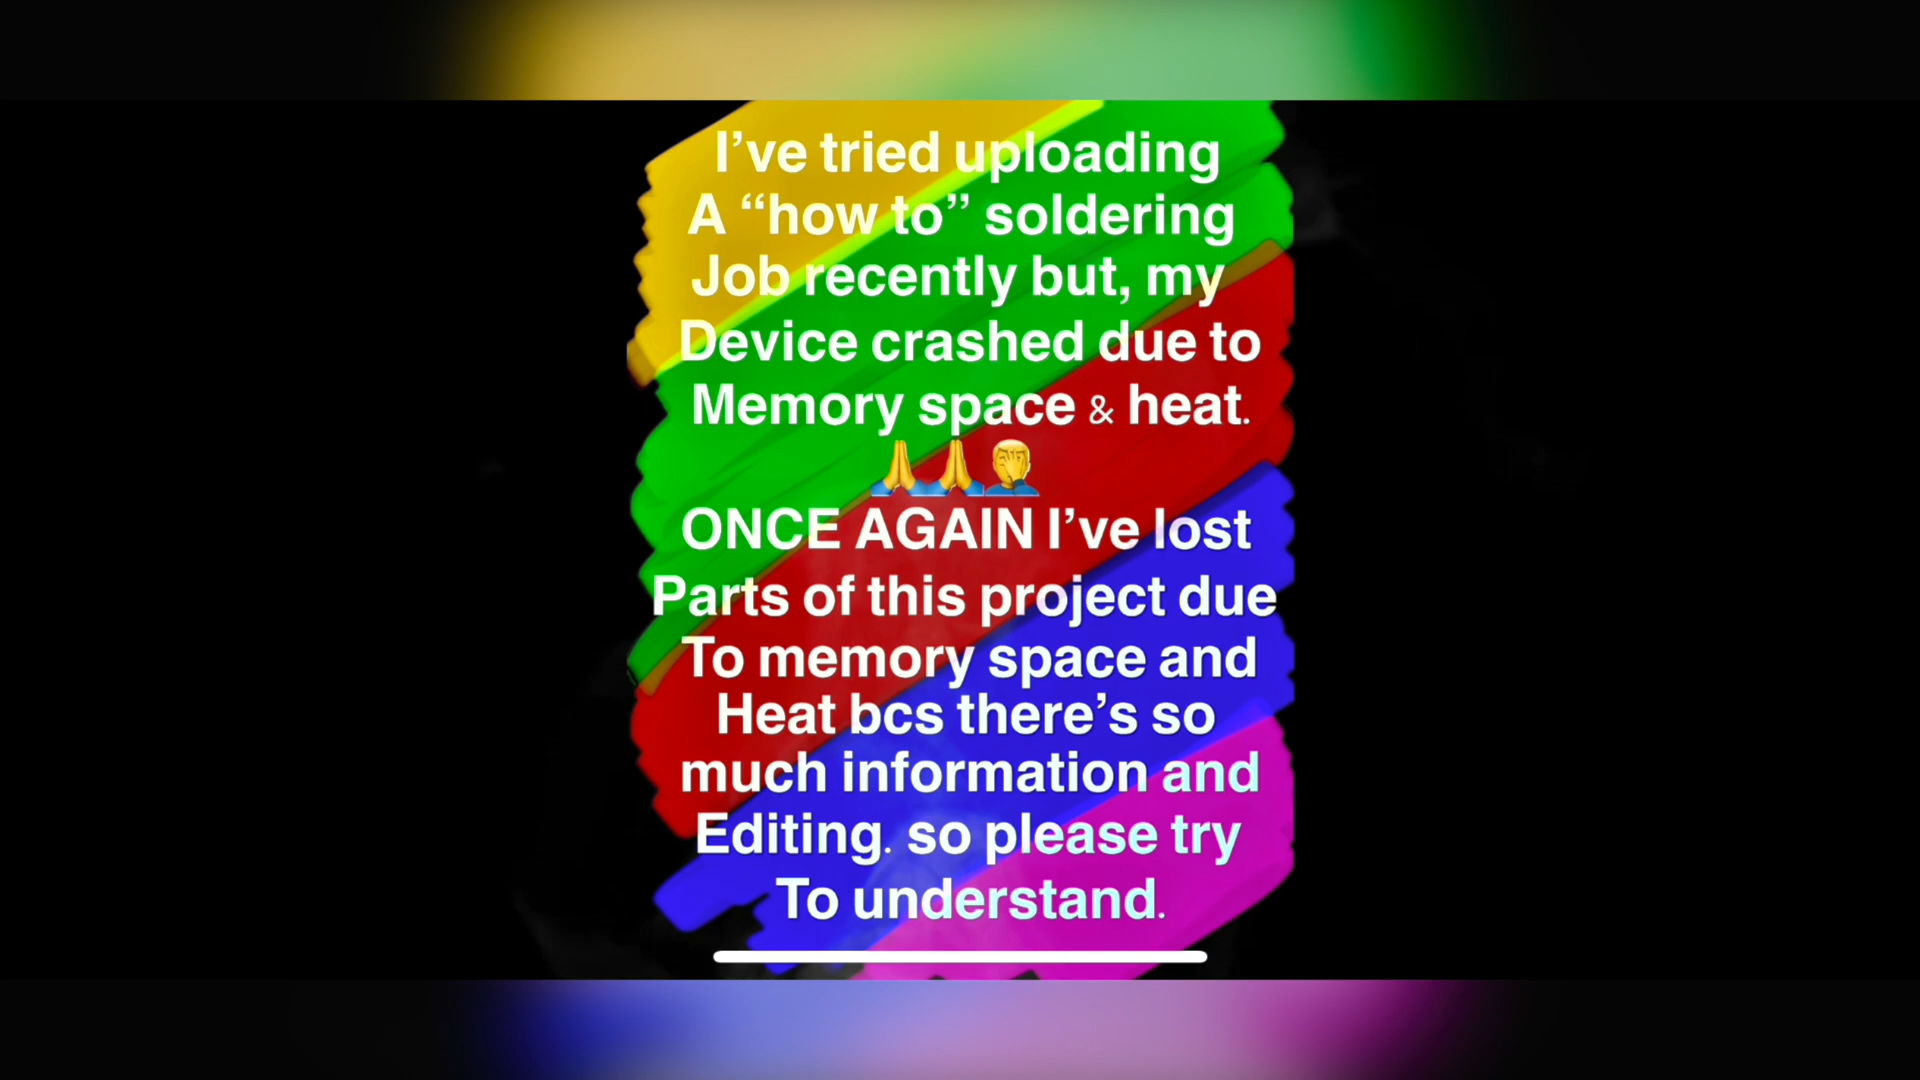 I’ve tried uploading
A “how to” soldering
Job recently but, my
Device crashed due to
Memory space & heat.
🙏🙏🤦‍♂️
ONCE AGAIN I’ve lost
Parts of this project due
To memory space and
Heat bcs there’s so
much information and
Editing. so please try
To understand.